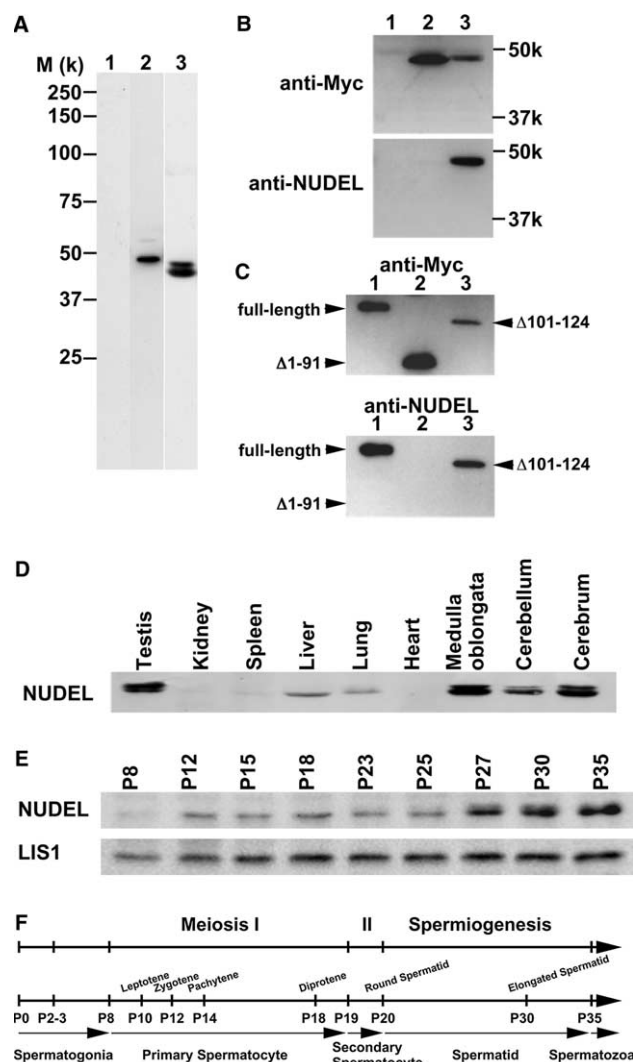 A
M (k)
1 2 3
250
150
100
75
50
37
25
B
1 2 3
anti-Myc
50k
37k
anti-NUDEL
50k
37k
C
anti-Myc
1 2 3
full-length
Δ101-124
Δ1-91
anti-NUDEL
1 2 3
full-length
Δ101-124
Δ1-91
D
Testis
Kidney
Spleen
Liver
Lung
Heart
Medulla
oblongata
Cerebellum
Cerebrum
NUDEL
E
P8 P12 P15 P18 P23 P25 P27 P30 P35
NUDEL
LIS1
F
Meiosis I II Spermiogenesis
Leptotene Zygotene Pachytene Diprotene Round Spermatid Elongated Spermatid
P0 P2-3 P8 P10 P12 P14 P18 P19 P20 P30 P35
Spermatogonia Primary Spermatocyte Secondary Spermatocyte Spermatid Spermatozoa